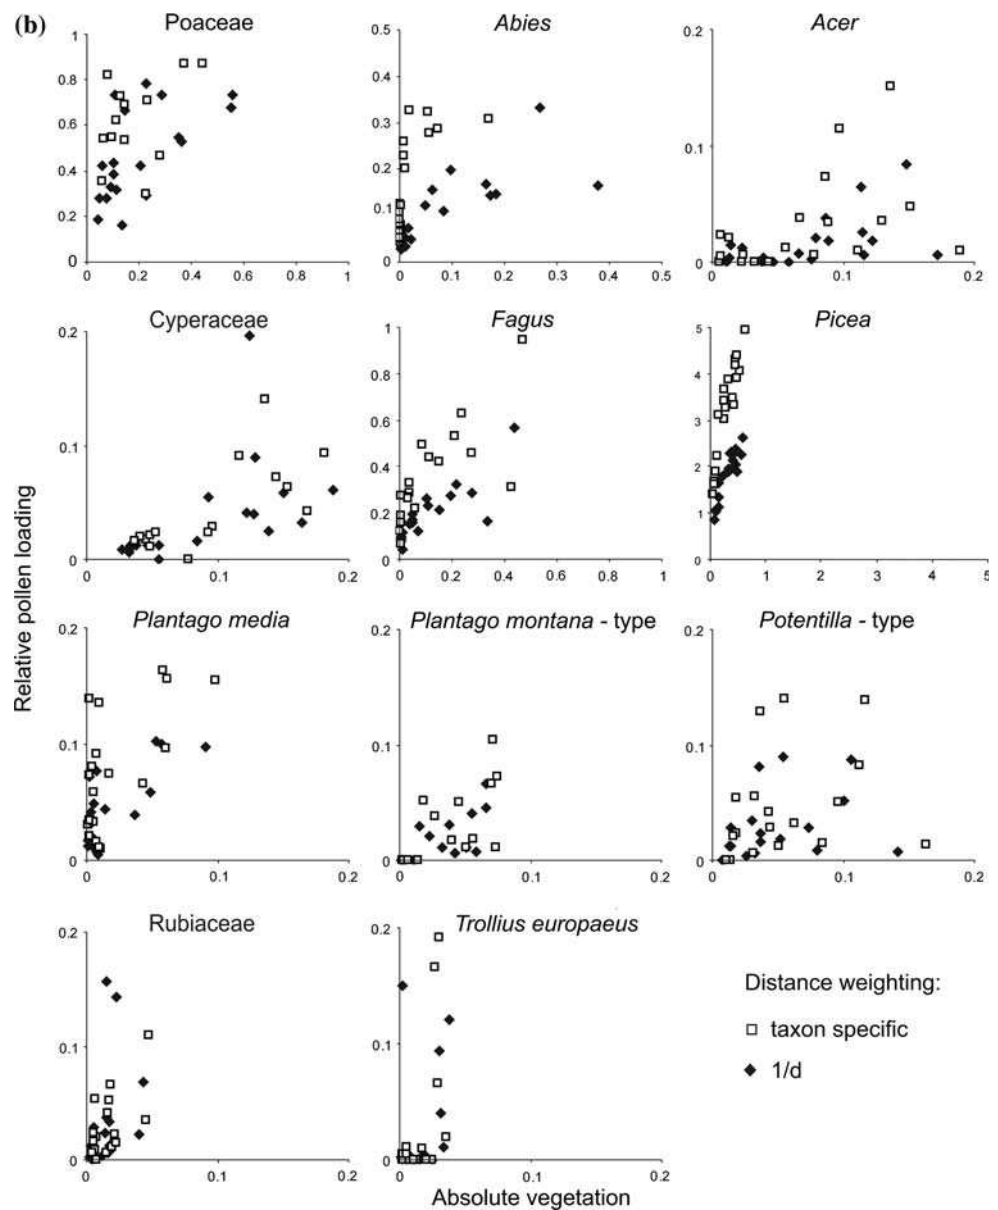 (b)
Poaceae
1
0.8
0.6
0.4
0.2
0
0 0.2 0.4 0.6 0.8 1
Abies
0.5
0.4
0.3
0.2
0.1
0
0 0.1 0.2 0.3 0.4 0.5
Acer
0.2
0.1
0
0 0.1 0.2
Relative pollen loading
Cyperaceae
0.2
0.1
0
0 0.1 0.2
Fagus
1
0.8
0.6
0.4
0.2
0
0 0.2 0.4 0.6 0.8 1
Picea
5
4
3
2
1
0
0 1 2 3 4 5
Plantago media
0.2
0.1
0
0 0.1 0.2
Plantago montana - type
0.2
0.1
0
0 0.1 0.2
Potentilla - type
0.2
0.1
0
0 0.1 0.2
Rubiaceae
0.2
0.1
0
0 0.1 0.2
Trollius europaeus
0.2
0.1
0
0 0.1 0.2
Absolute vegetation
Distance weighting:
taxon specific
1/d